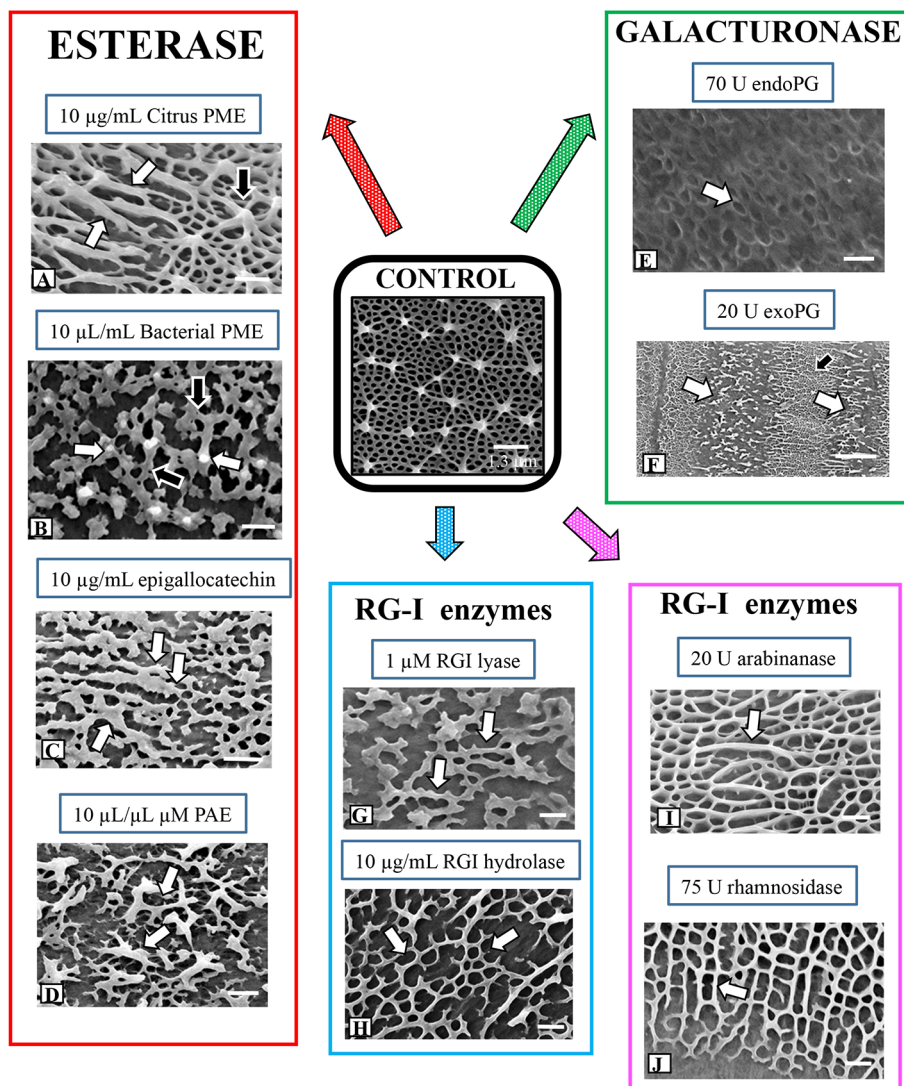 ESTERASE
10 µg/mL Citrus PME
A
10 µL/mL Bacterial PME
B
10 µg/mL epigallocatechin
C
10 µL/µL µM PAE
D
CONTROL
1.3 µm
GALACTURONASE
70 U endoPG
E
20 U exoPG
F
RG-I enzymes
1 µM RGI lyase
G
10 µg/mL RGI hydrolase
H
RG-I enzymes
20 U arabinanase
I
75 U rhamnosidase
J